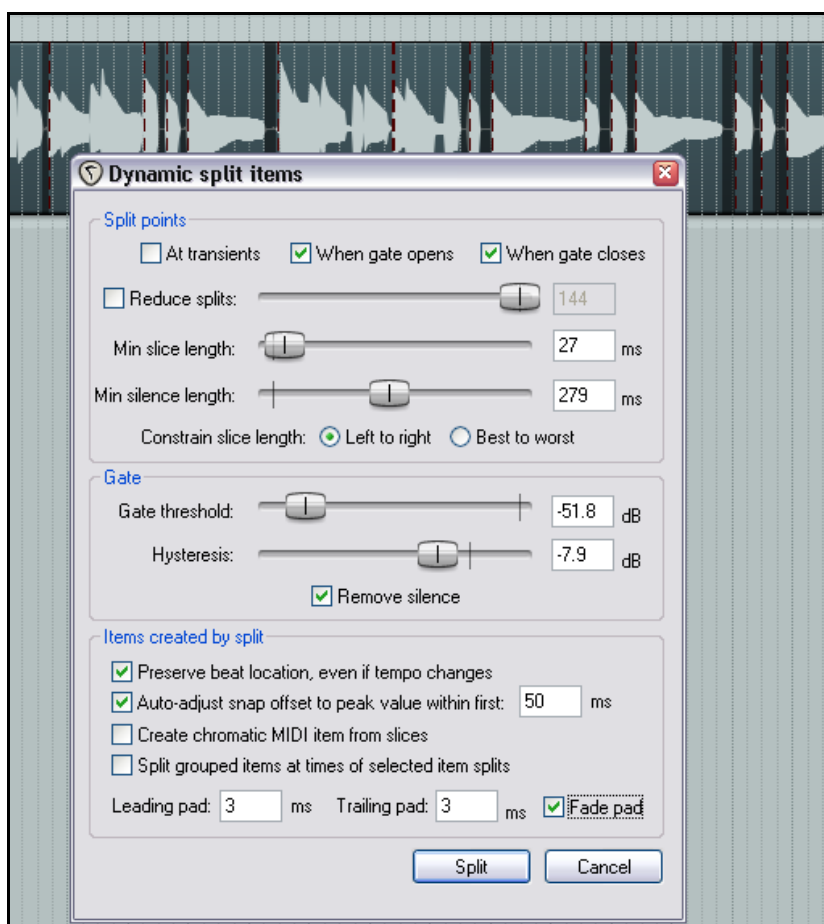 Dynamic split items
Split points
At transients When gate opens When gate closes
Reduce splits: 144
Min slice length: 27 ms
Min silence length: 279 ms
Constrain slice length: Left to right Best to worst
Gate
Gate threshold: -51.8 dB
Hysteresis: -7.9 dB
Remove silence
Items created by split
Preserve beat location, even if tempo changes
Auto-adjust snap offset to peak value within first: 50 ms
Create chromatic MIDI item from slices
Split grouped items at times of selected item splits
Leading pad: 3 ms Trailing pad: 3 ms Fade pad
Split Cancel